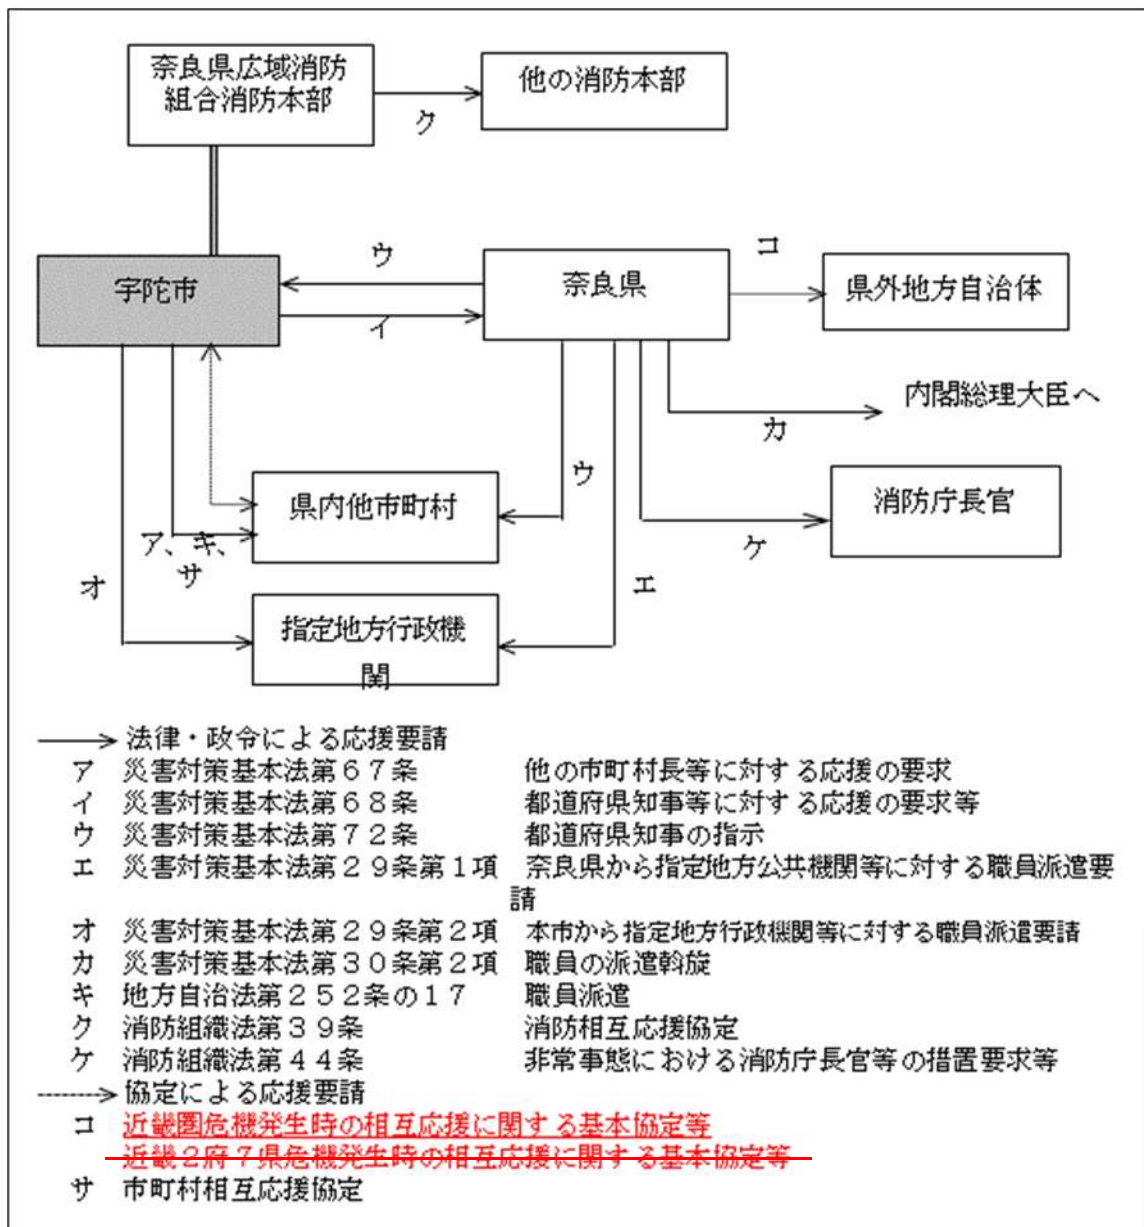 奈良県広域消防
組合消防本部
他の消防本部
ク
宇陀市
ウ
イ
奈良県
コ
県外地方自治体
内閣総理大臣へ
カ
県内他市町村
ウ
消防庁長官
ケ
ア、キ、
サ
オ
エ
指定地方行政機
関
法律・政令による応援要請
ア 災害対策基本法第67条 他の市町村長等に対する応援の要求
イ 災害対策基本法第68条 都道府県知事等に対する応援の要求等
ウ 災害対策基本法第72条 都道府県知事の指示
エ 災害対策基本法第29条第1項 奈良県から指定地方公共機関等に対する職員派遣要
請
オ 災害対策基本法第29条第2項 本市から指定地方行政機関等に対する職員派遣要請
カ 災害対策基本法第30条第2項 職員の派遣斡旋
キ 地方自治法第252条の17 職員派遣
ク 消防組織法第39条 消防相互応援協定
ケ 消防組織法第44条 非常事態における消防庁長官等の措置要求等
協定による応援要請
コ 近畿圏危機発生時の相互応援に関する基本協定等
近畿2府7県危機発生時の相互応援に関する基本協定等
サ 市町村相互応援協定